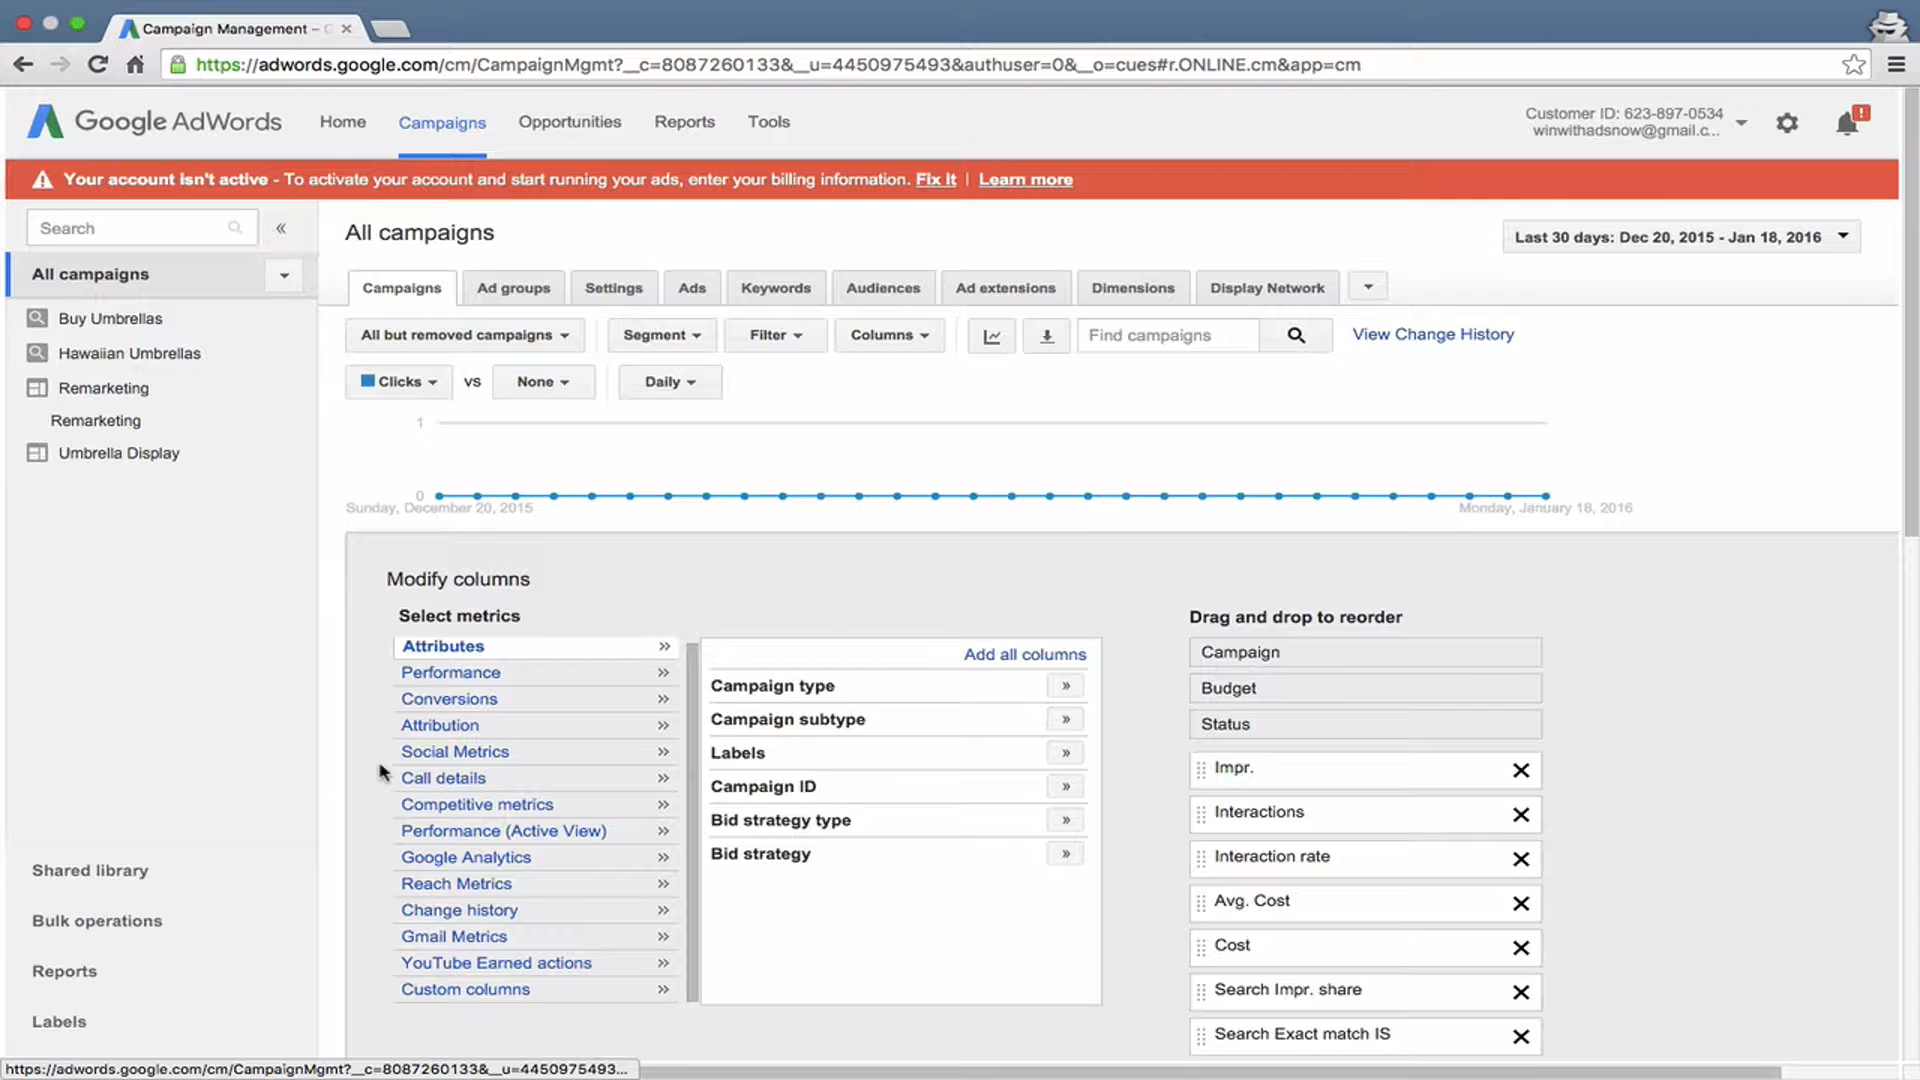 Campaign Management – G
https://adwords.google.com/cm/CampaignMgmt?__c=8087260133&__u=4450975493&authuser=0&__o=cues#r.ONLINE.cm&app=cm
Google AdWords
Home
Campaigns
Opportunities
Reports
Tools
Customer ID: 623-897-0534
winwithadsnow@gmail.c...
Your account isn't active - To activate your account and start running your ads, enter your billing information. Fix It | Learn more
Search
«
All campaigns
Buy Umbrellas
Hawaiian Umbrellas
Remarketing
Remarketing
Umbrella Display
Shared library
Bulk operations
Reports
Labels
All campaigns
Last 30 days: Dec 20, 2015 - Jan 18, 2016
Campaigns
Ad groups
Settings
Ads
Keywords
Audiences
Ad extensions
Dimensions
Display Network
All but removed campaigns
Segment
Filter
Columns
Find campaigns
View Change History
Clicks
VS
None
Daily
1
0
Sunday, December 20, 2015
Monday, January 18, 2016
Modify columns
Select metrics
Attributes »
Performance »
Conversions »
Attribution »
Social Metrics »
Call details »
Competitive metrics »
Performance (Active View) »
Google Analytics »
Reach Metrics »
Change history »
Gmail Metrics »
YouTube Earned actions »
Custom columns »
Add all columns
Campaign type »
Campaign subtype »
Labels »
Campaign ID »
Bid strategy type »
Bid strategy »
Drag and drop to reorder
Campaign
Budget
Status
Impr.
Interactions
Interaction rate
Avg. Cost
Cost
Search Impr. share
Search Exact match IS
https://adwords.google.com/cm/CampaignMgmt?__c=8087260133&__u=4450975493...